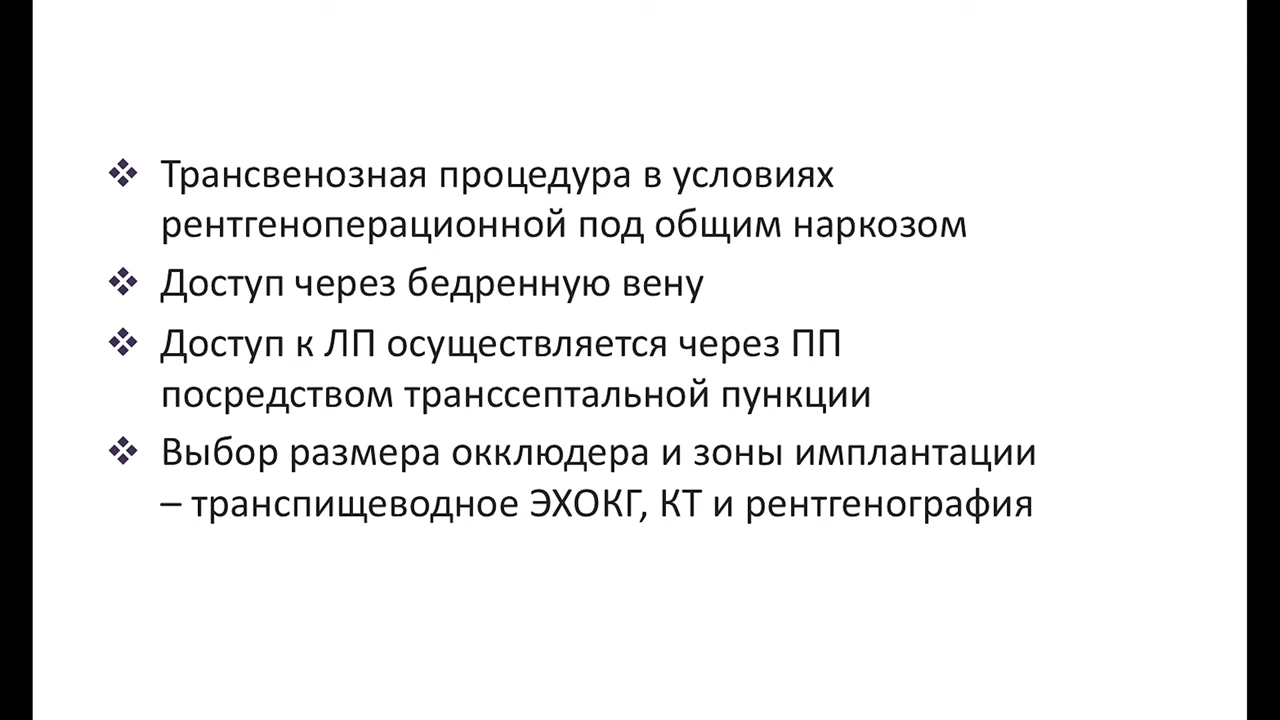 ❖ Трансвенозная процедура в условиях
рентгеноперационной под общим наркозом
❖ Доступ через бедренную вену
❖ Доступ к ЛП осуществляется через ПП
посредством транссептальной пункции
❖ Выбор размера окклюдера и зоны имплантации
– транспищеводное ЭХОКГ, КТ и рентгенография